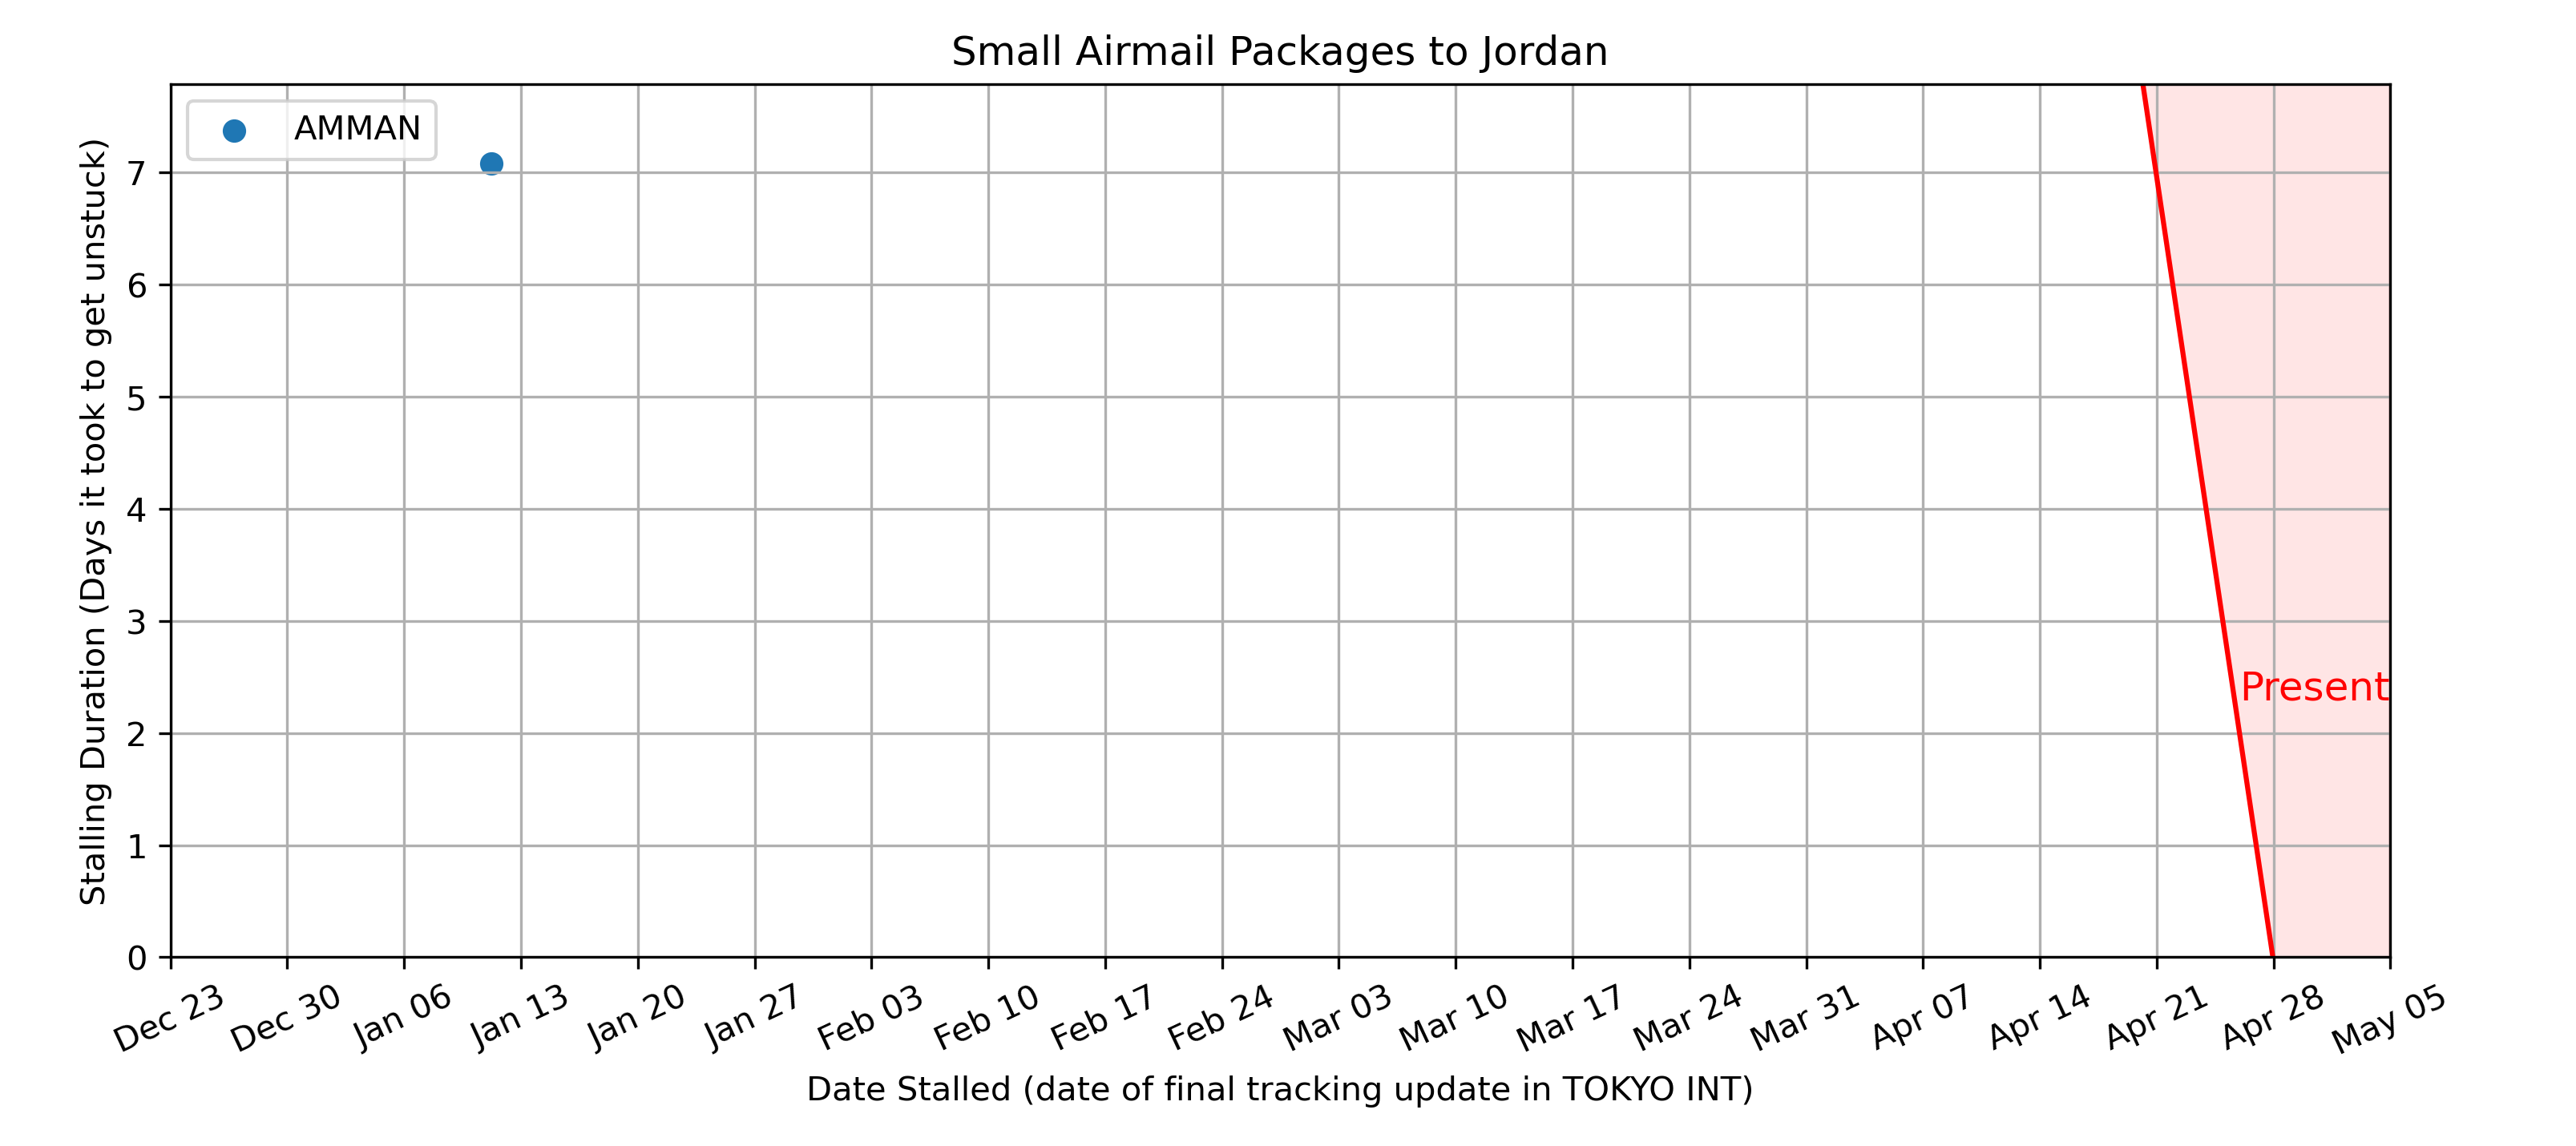 Small Airmail Packages to Jordan
AMMAN
Stalling Duration (Days it took to get unstuck)
7
6
5
4
3
2
1
0
Present
Dec 23
Dec 30
Jan 06
Jan 13
Jan 20
Jan 27
Feb 03
Feb 10
Feb 17
Feb 24
Mar 03
Mar 10
Mar 17
Mar 24
Mar 31
Apr 07
Apr 14
Apr 21
Apr 28
May 05
Date Stalled (date of final tracking update in TOKYO INT)